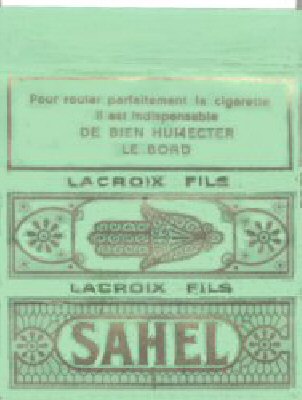 Pour rouler parfaitement la cigarette
il est indispensable
DE BIEN HUMECTER
LE BORD
LACROIX FILS
LACROIX FILS
SAHEL